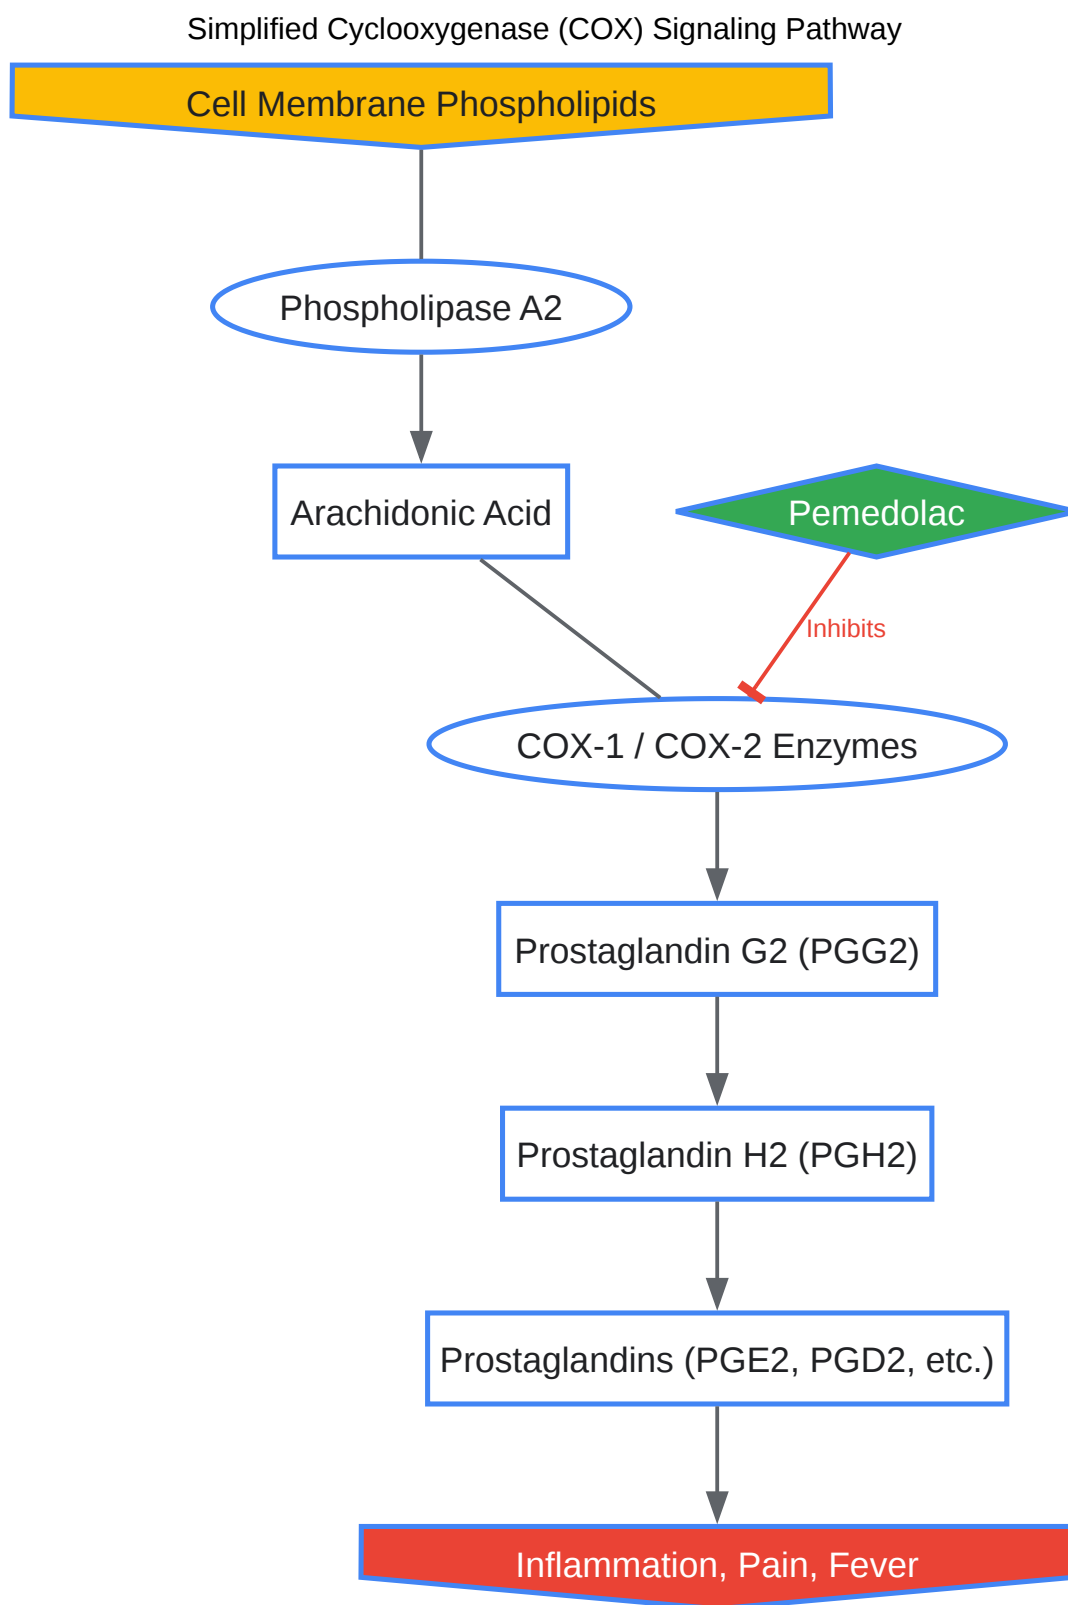 Simplified Cyclooxygenase (COX) Signaling Pathway
Cell Membrane Phospholipids
Phospholipase A2
Arachidonic Acid
Pemedolac
Inhibits
COX-1 / COX-2 Enzymes
Prostaglandin G2 (PGG2)
Prostaglandin H2 (PGH2)
Prostaglandins (PGE2, PGD2, etc.)
Inflammation, Pain, Fever